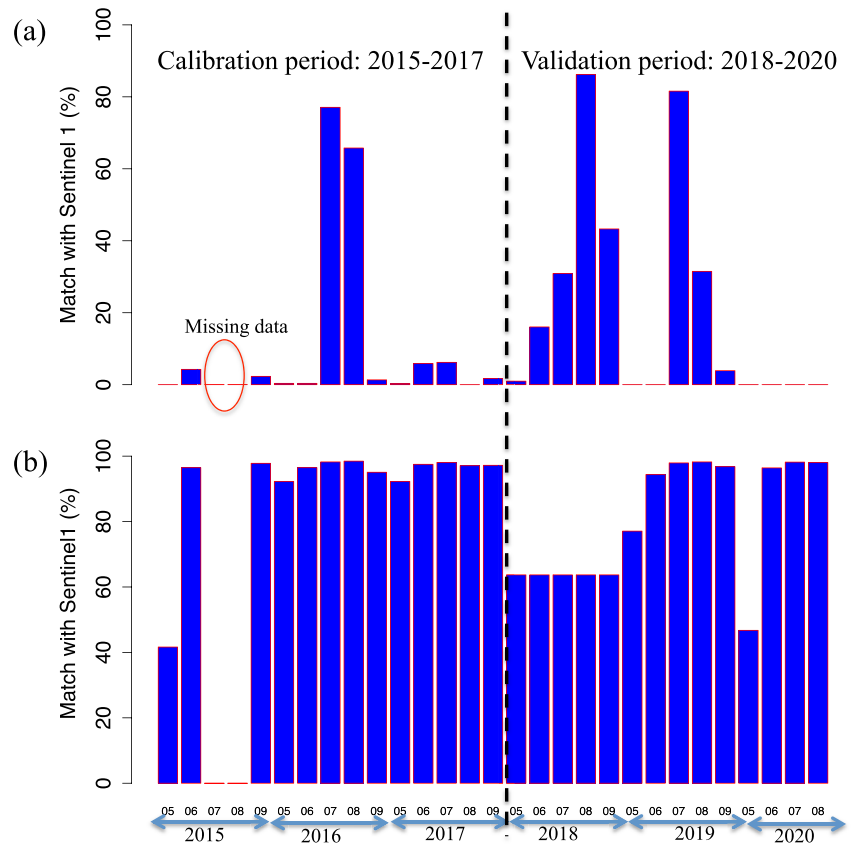 (a)
Match with Sentinel 1 (%)
100
80
60
40
20
0
Calibration period: 2015-2017
Validation period: 2018-2020
Missing data
(b)
Match with Sentinel1 (%)
100
80
60
40
20
0
05 06 07 08 09 05 06 07 08 09 05 06 07 08 09 05 06 07 08 09 05 06 07 08 09 05 06 07 08
2015 2016 2017 2018 2019 2020